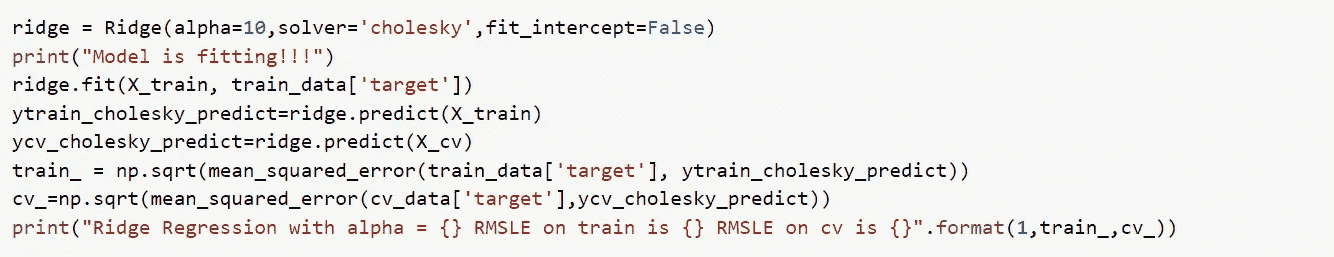 ridge = Ridge(alpha=10,solver='cholesky',fit_intercept=False)
print("Model is fitting!!!")
ridge.fit(X_train, train_data['target'])
ytrain_cholesky_predict=ridge.predict(X_train)
ycv_cholesky_predict=ridge.predict(X_cv)
train_ = np.sqrt(mean_squared_error(train_data['target'], ytrain_cholesky_predict))
cv_=np.sqrt(mean_squared_error(cv_data['target'],ycv_cholesky_predict))
print("Ridge Regression with alpha = {} RMSLE on train is {} RMSLE on cv is {}".format(1,train_,cv_))